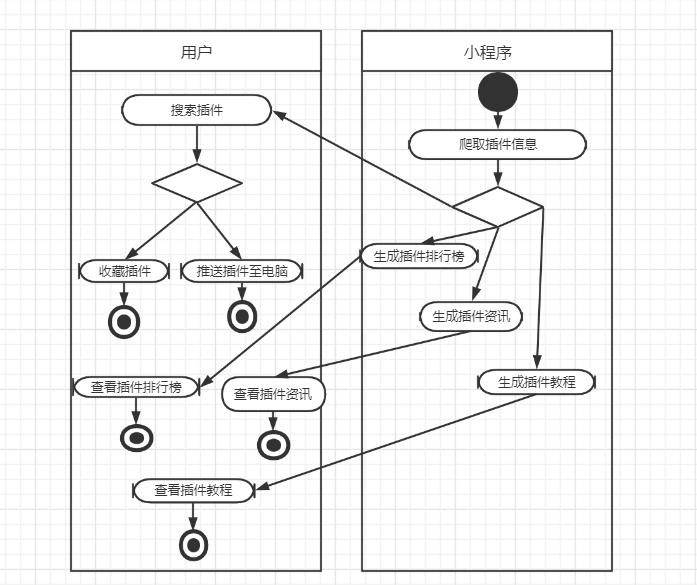 用户
小程序
搜索插件
爬取插件信息
收藏插件
推送插件至电脑
生成插件排行榜
生成插件资讯
查看插件排行榜
查看插件资讯
生成插件教程
查看插件教程